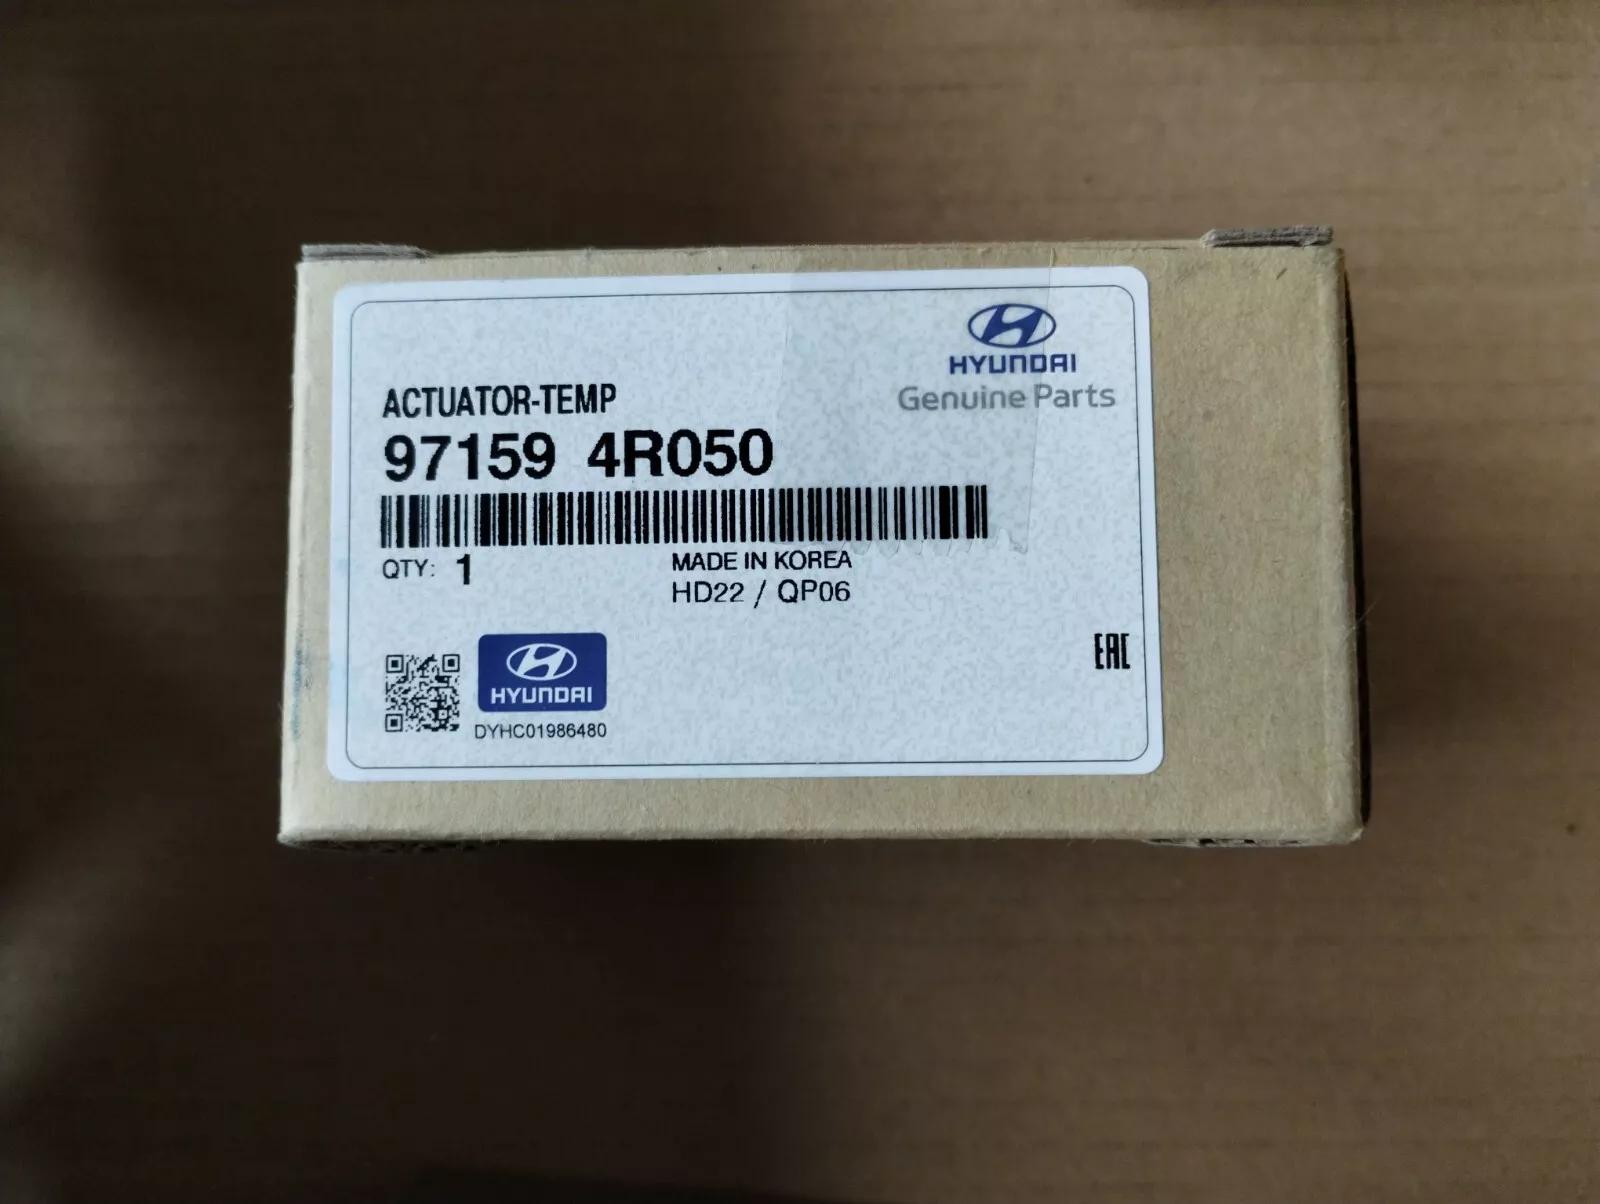 HYUNDAI
Genuine Parts
ACTUATOR-TEMP
97159 4R050
QTY: 1
MADE IN KOREA
HD22 / QP06
EAC
HYUNDAI
DYHC01986480